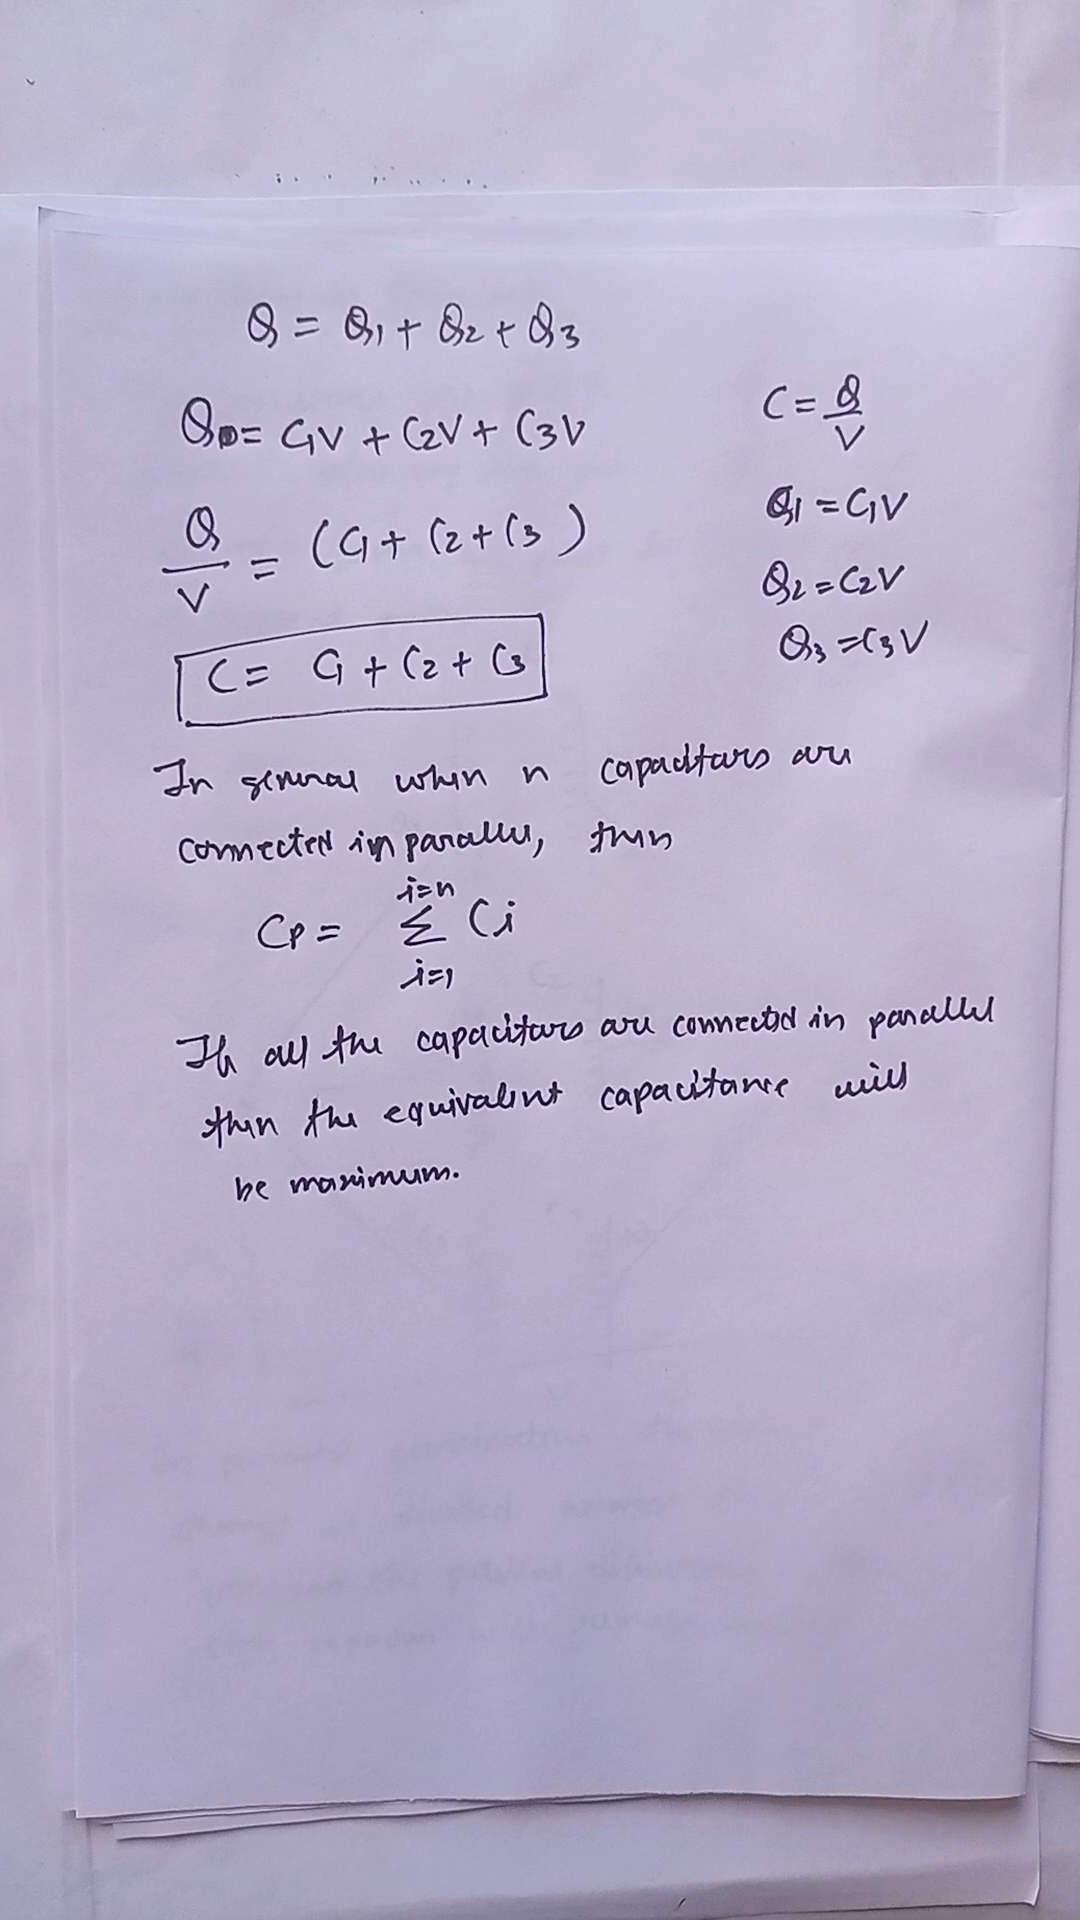 Q = Q1 + Q2 + Q3
Q = C1V + C2V + C3V
C = Q/V
Q/V = (C1 + C2 + C3)
Q1 = C1V
Q2 = C2V
C = C1 + C2 + C3
Q3 = C3V
In general when n capacitars are
connected in parallel, then
i=n
Cp = Σ Ci
i=1
If all the capacitars are connected in parallel
then the equivalent capacitance will
be maximum.